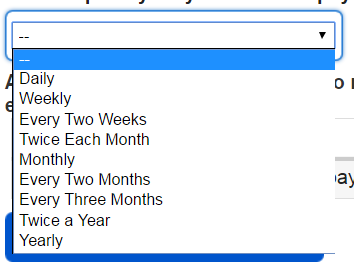 --
--
Daily
Weekly
Every Two Weeks
Twice Each Month
Monthly
Every Two Months
Every Three Months
Twice a Year
Yearly